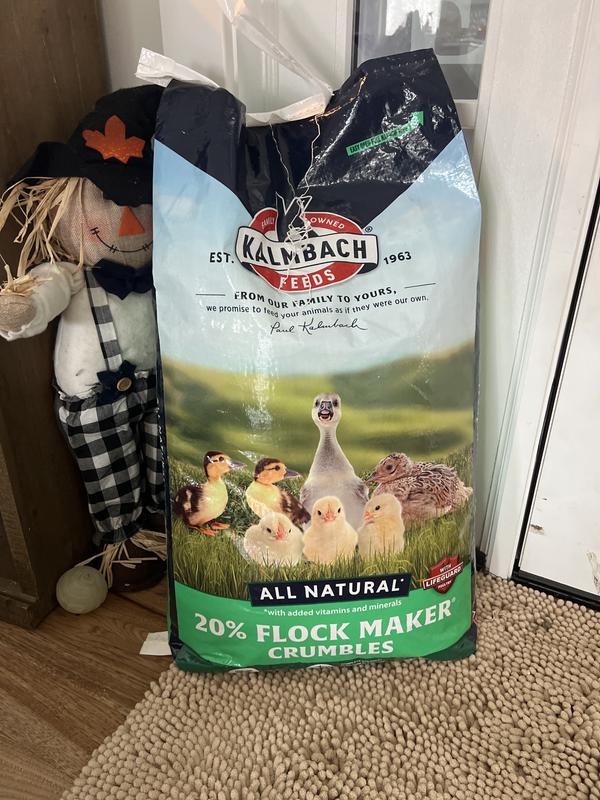 EASY OPEN PULL
FAMILY OWNED
EST. KALMBACH® 1963
FEEDS
FROM OUR FAMILY TO YOURS,
we promise to feed your animals as if they were our own.
Paul Kalmbach
ALL NATURAL*
*with added vitamins and minerals
WITH
LIFEGUARD
20% FLOCK MAKER®
CRUMBLES